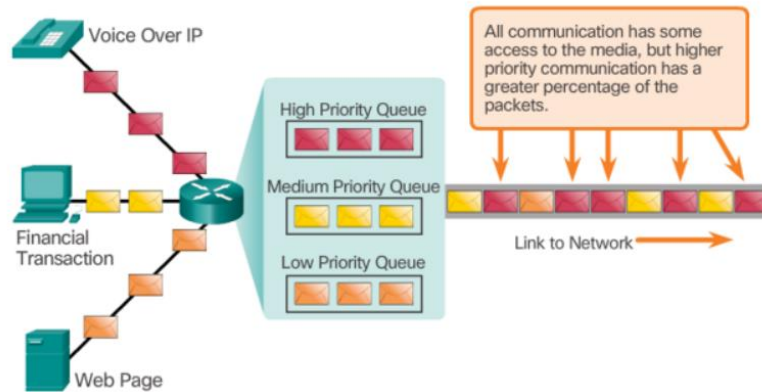 Voice Over IP
All communication has some
access to the media, but higher
priority communication has a
greater percentage of the
packets.
High Priority Queue
Medium Priority Queue
Financial
Transaction
Link to Network
Low Priority Queue
Web Page